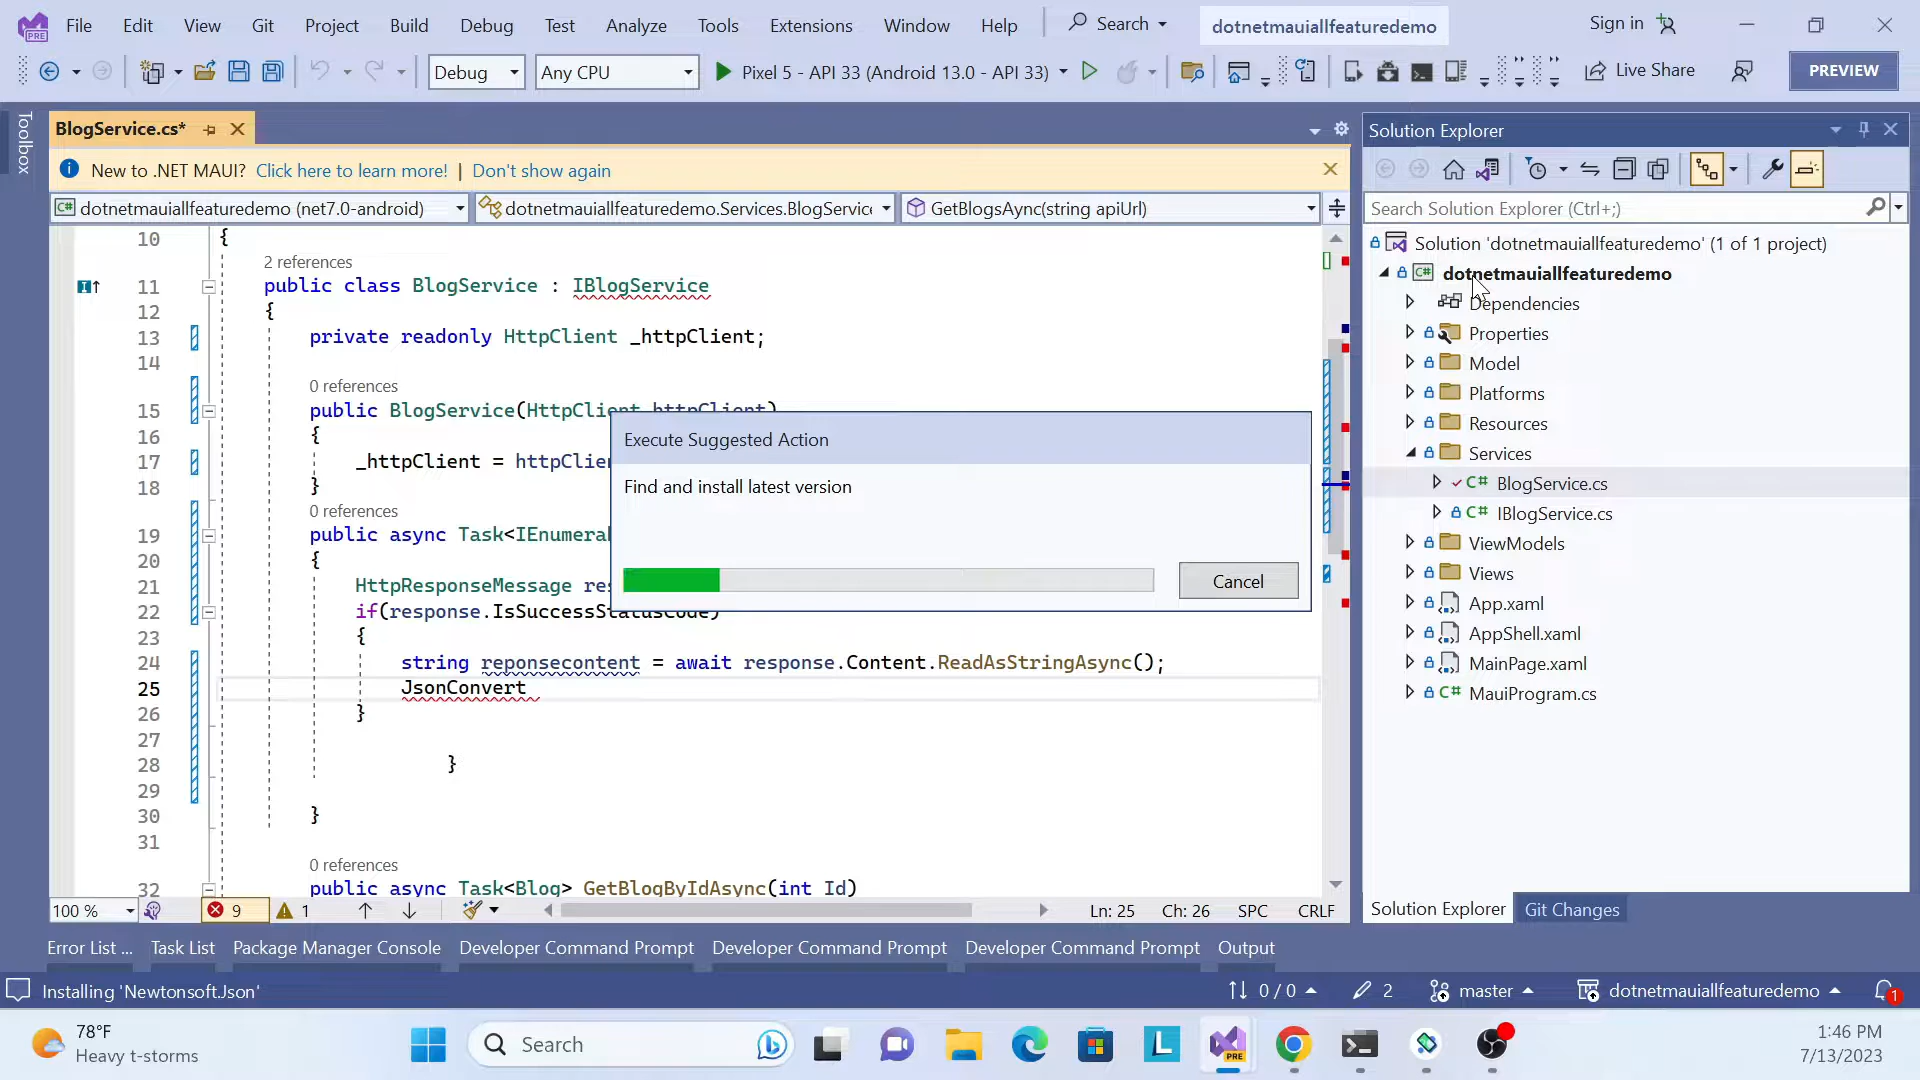 File Edit View Git Project Build Debug Test Analyze Tools Extensions Window Help Search dotnetmauiallfeaturedemo Sign in
PRE
Debug Any CPU Pixel 5 - API 33 (Android 13.0 - API 33) Live Share PREVIEW
Toolbox
BlogService.cs*
New to .NET MAUI? Click here to learn more! | Don't show again
dotnetmauiallfeaturedemo (net7.0-android) dotnetmauiallfeaturedemo.Services.BlogService GetBlogsAync(string apiUrl)
10 {
2 references
11 public class BlogService : IBlogService
12 {
13 private readonly HttpClient _httpClient;
14
0 references
15 public BlogService(HttpClient httpClient)
16 {
17 _httpClient = httpClien
18 }
0 references
19 public async Task<IEnumeral
20 {
21 HttpResponseMessage res
22 if(response.IsSuccessStatusCode)
23 {
24 string reponsecontent = await response.Content.ReadAsStringAsync();
25 JsonConvert
26 }
27
28 }
29
30 }
31
0 references
32 public async Task<Blog> GetBlogByIdAsync(int Id)
Execute Suggested Action
Find and install latest version
Cancel
100 % 9 1 Ln: 25 Ch: 26 SPC CRLF
Solution Explorer
Search Solution Explorer (Ctrl+;)
Solution 'dotnetmauiallfeaturedemo' (1 of 1 project)
dotnetmauiallfeaturedemo
Dependencies
Properties
Model
Platforms
Resources
Services
C# BlogService.cs
C# IBlogService.cs
ViewModels
Views
App.xaml
AppShell.xaml
MainPage.xaml
C# MauiProgram.cs
Solution Explorer Git Changes
Error List ... Task List Package Manager Console Developer Command Prompt Developer Command Prompt Developer Command Prompt Output
Installing 'Newtonsoft.Json' 0 / 0 2 master dotnetmauiallfeaturedemo 1
78°F
Heavy t-storms
Search
L
PRE
1:46 PM
7/13/2023